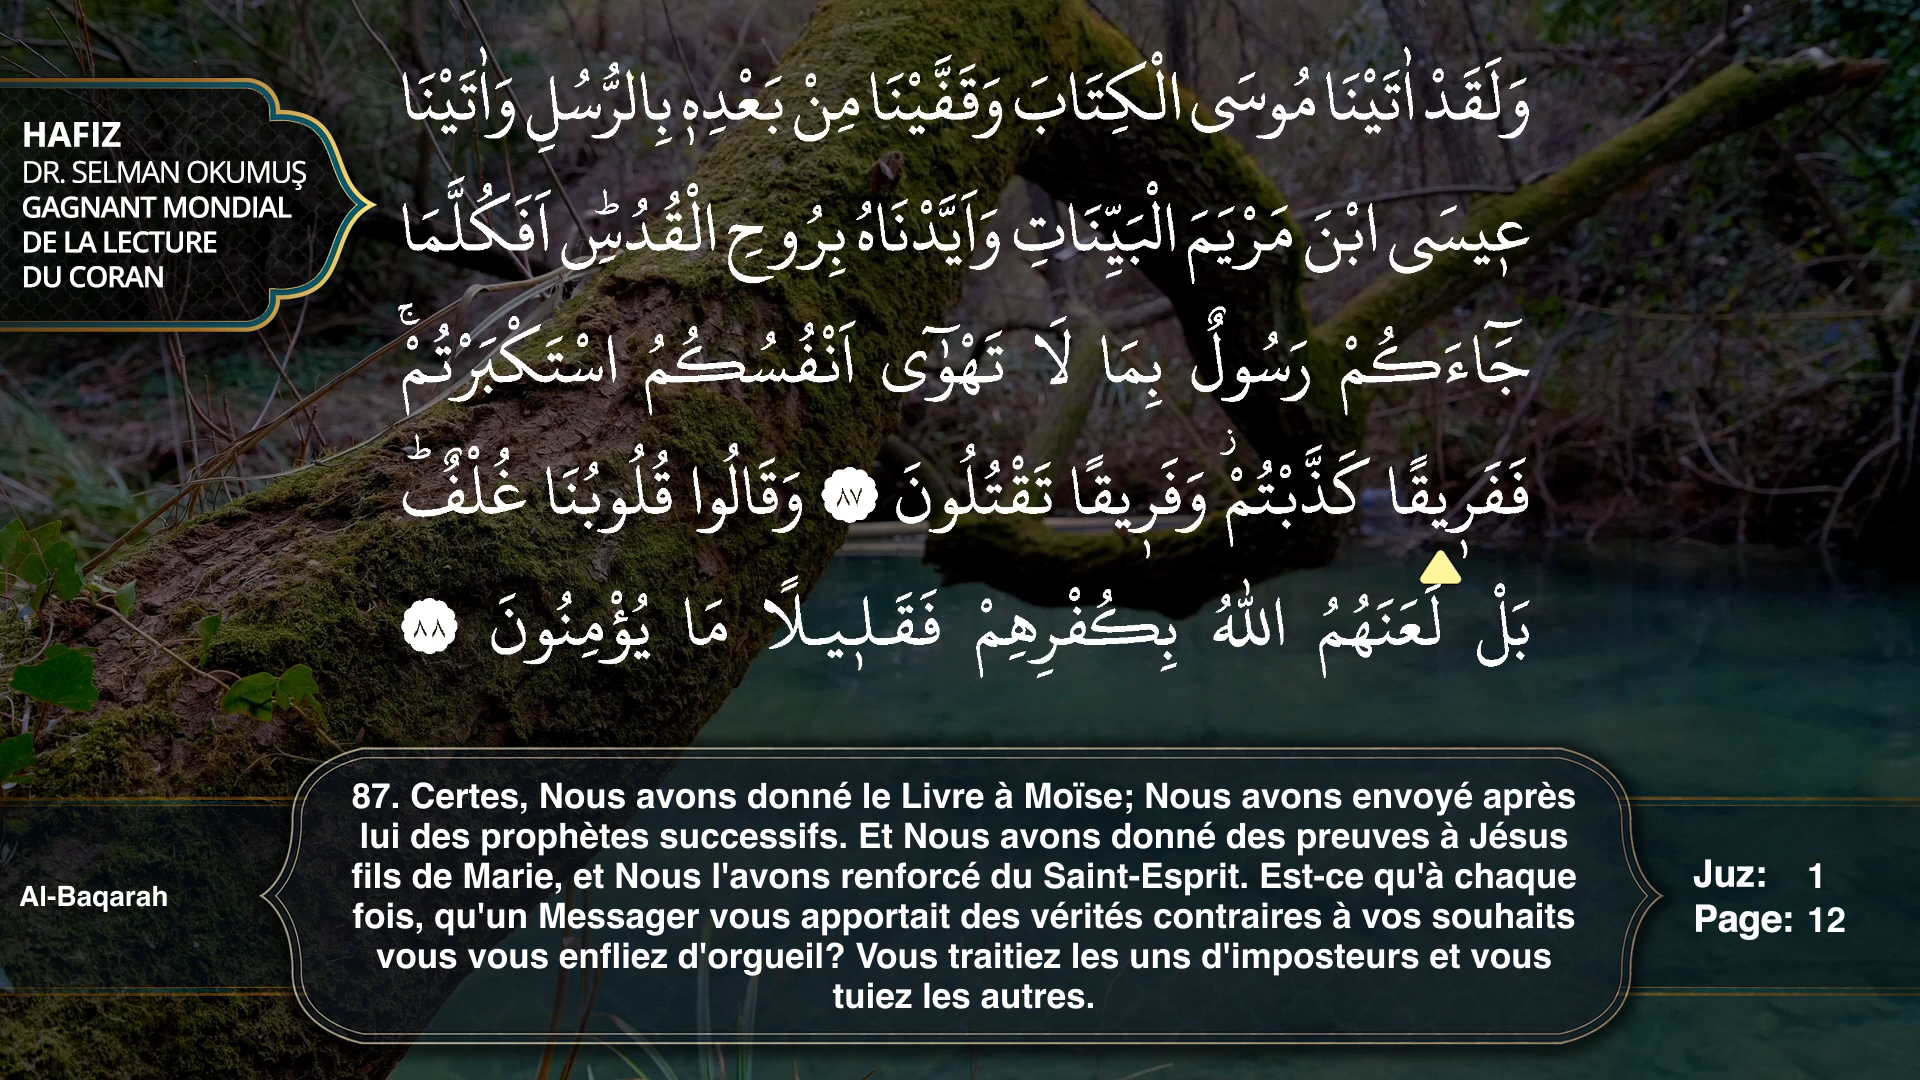 وَلَقَدْ اٰتَيْنَا مُوسَى الْكِتَابَ وَقَفَّيْنَا مِنْ بَعْدِهٖ بِالرُّسُلِ وَاٰتَيْنَا
عٖيسَى ابْنَ مَرْيَمَ الْبَيِّنَاتِ وَاَيَّدْنَاهُ بِرُوحِ الْقُدُسِؕ اَفَكُلَّمَا
جَٓاءَكُمْ رَسُولٌ بِمَا لَا تَهْوٰٓى اَنْفُسُكُمُ اسْتَكْبَرْتُمْۚ
فَفَرٖيقًا كَذَّبْتُمْؗ وَفَرٖيقًا تَقْتُلُونَ ٨٧ وَقَالُوا قُلُوبُنَا غُلْفٌؕ
بَلْ لَعَنَهُمُ اللّٰهُ بِكُفْرِهِمْ فَقَلٖيلًا مَا يُؤْمِنُونَ ٨٨
HAFIZ
DR. SELMAN OKUMUŞ
GAGNANT MONDIAL
DE LA LECTURE
DU CORAN
87. Certes, Nous avons donné le Livre à Moïse; Nous avons envoyé après
lui des prophètes successifs. Et Nous avons donné des preuves à Jésus
fils de Marie, et Nous l'avons renforcé du Saint-Esprit. Est-ce qu'à chaque
fois, qu'un Messager vous apportait des vérités contraires à vos souhaits
vous vous enfliez d'orgueil? Vous traitiez les uns d'imposteurs et vous
tuiez les autres.
Al-Baqarah
Juz: 1
Page: 12